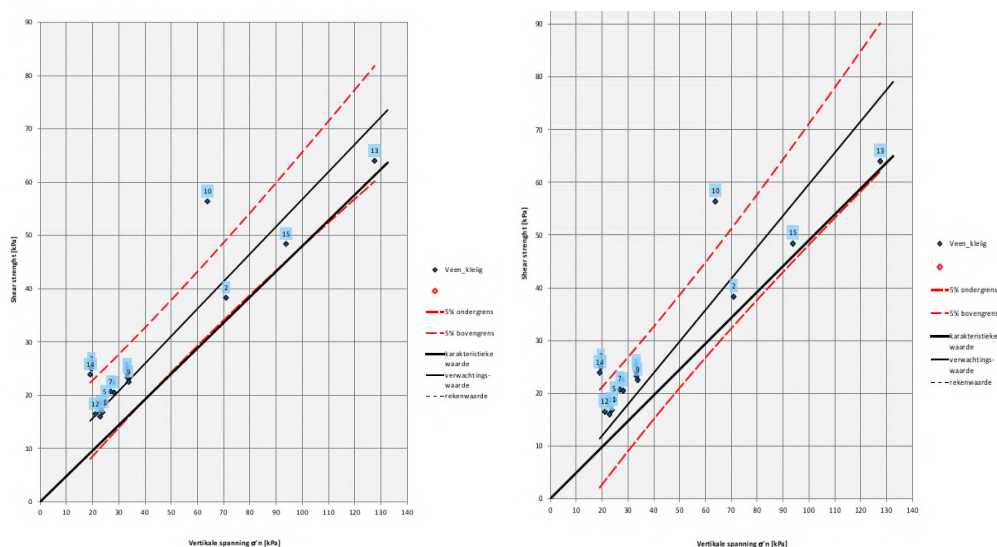 90
80
70
60
50
40
30
20
10
0
Shear strenght [kPa]
13
10
15
2
14
9
7
5
12
0 10 20 30 40 50 60 70 80 90 100 110 120 130 140
Vertikale spanning σ'n [kPa]
Veen_kleiig
5% ondergrens
5% bovengrens
karakteristieke
waarde
verwachtings-
waarde
rekenwaarde
90
80
70
60
50
40
30
20
10
0
Shear strenght [kPa]
13
10
15
2
14
9
7
5
12
0 10 20 30 40 50 60 70 80 90 100 110 120 130 140
Vertikale spanning σ'n [kPa]
Veen_kleiig
5% ondergrens
5% bovengrens
karakteristieke
waarde
verwachtings-
waarde
rekenwaarde